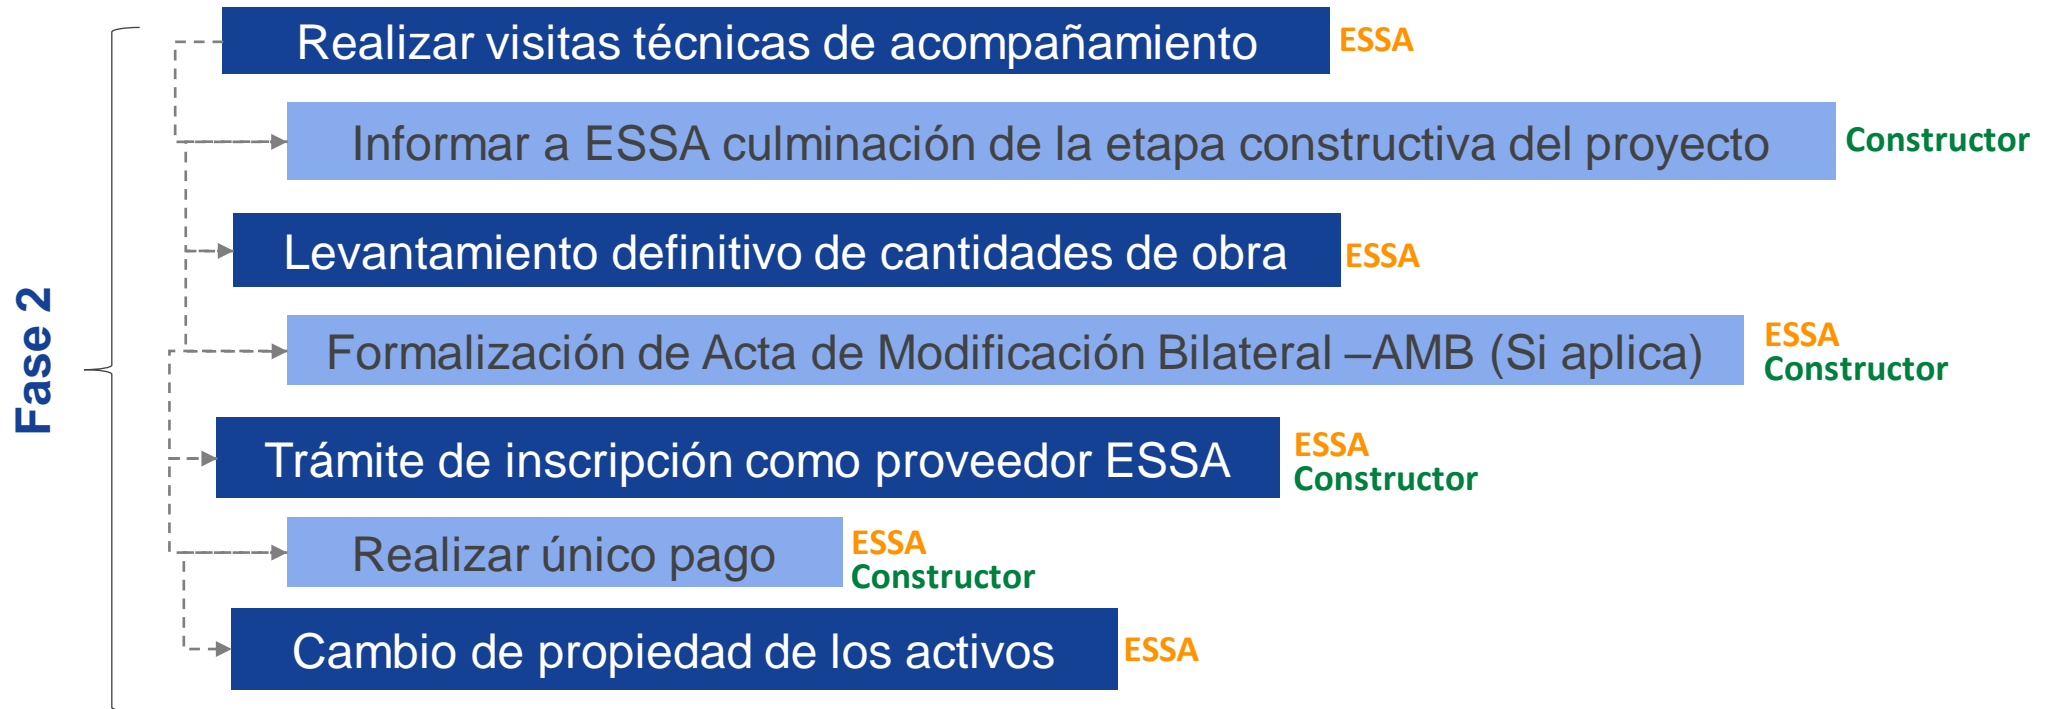 Fase 2
Realizar visitas técnicas de acompañamiento
ESSA
Informar a ESSA culminación de la etapa constructiva del proyecto
Constructor
Levantamiento definitivo de cantidades de obra
ESSA
Formalización de Acta de Modificación Bilateral –AMB (Si aplica)
ESSA
Constructor
Trámite de inscripción como proveedor ESSA
ESSA
Constructor
Realizar único pago
ESSA
Constructor
Cambio de propiedad de los activos
ESSA